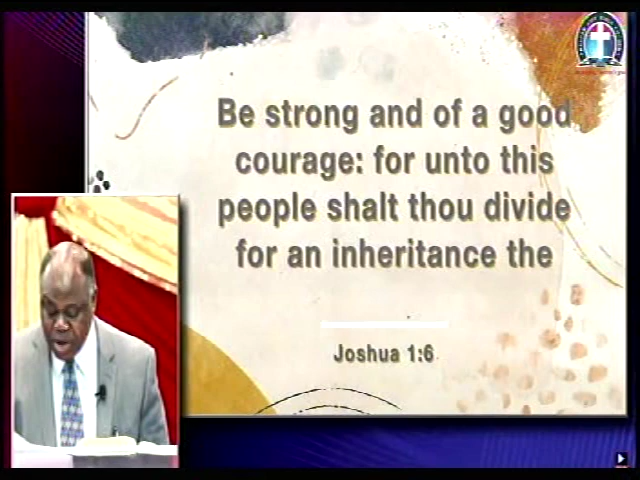 Be strong and of a good
courage: for unto this
people shalt thou divide
for an inheritance the
Joshua 1:6